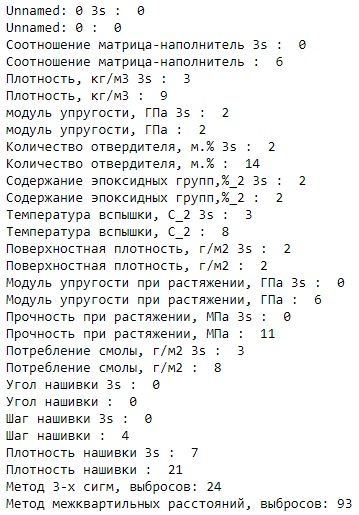 Unnamed: 0 3s :  0
Unnamed: 0 :  0
Соотношение матрица-наполнитель 3s :  0
Соотношение матрица-наполнитель :  6
Плотность, кг/м3 3s :  3
Плотность, кг/м3 :  9
модуль упругости, ГПа 3s :  2
модуль упругости, ГПа :  2
Количество отвердителя, м.% 3s :  2
Количество отвердителя, м.% :  14
Содержание эпоксидных групп,%_2 3s :  2
Содержание эпоксидных групп,%_2 :  2
Температура вспышки, С_2 3s :  3
Температура вспышки, С_2 :  8
Поверхностная плотность, г/м2 3s :  2
Поверхностная плотность, г/м2 :  2
Модуль упругости при растяжении, ГПа 3s :  0
Модуль упругости при растяжении, ГПа :  6
Прочность при растяжении, МПа 3s :  0
Прочность при растяжении, МПа :  11
Потребление смолы, г/м2 3s :  3
Потребление смолы, г/м2 :  8
Угол нашивки 3s :  0
Угол нашивки :  0
Шаг нашивки 3s :  0
Шаг нашивки :  4
Плотность нашивки 3s :  7
Плотность нашивки :  21
Метод 3-х сигм, выбросов: 24
Метод межквартильных расстояний, выбросов: 93